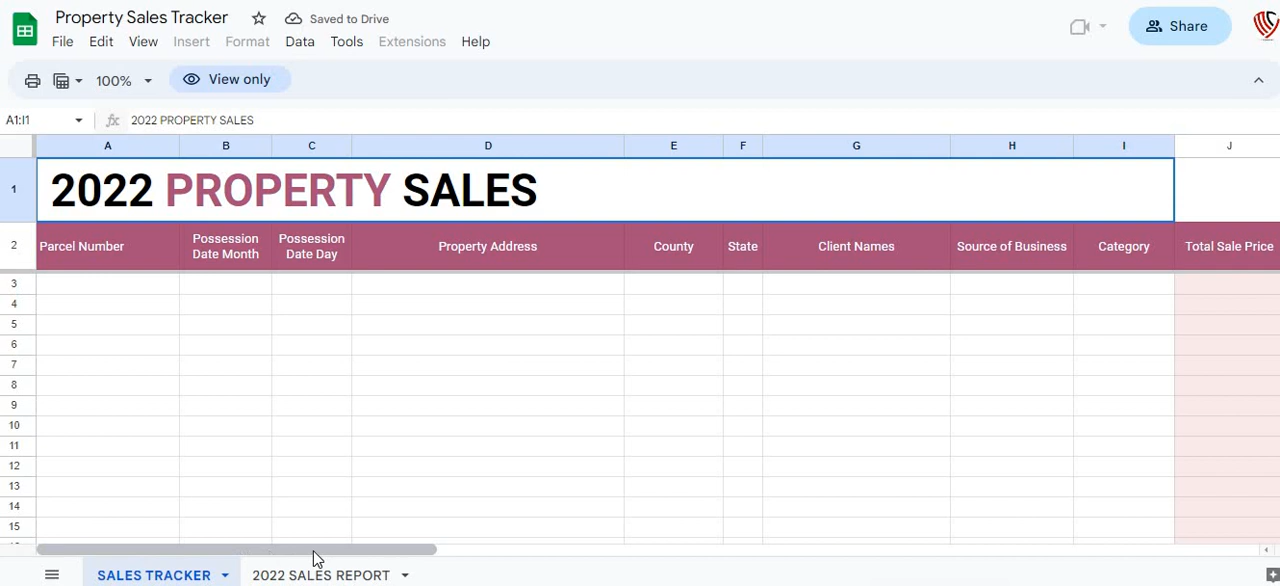 Property Sales Tracker
Saved to Drive
Share
File Edit View Insert Format Data Tools Extensions Help
100% View only
A1:I1 fx 2022 PROPERTY SALES
A B C D E F G H I J
1 2022 PROPERTY SALES
2 Parcel Number Possession Date Month Possession Date Day Property Address County State Client Names Source of Business Category Total Sale Price
3
4
5
6
7
8
9
10
11
12
13
14
15
SALES TRACKER 2022 SALES REPORT